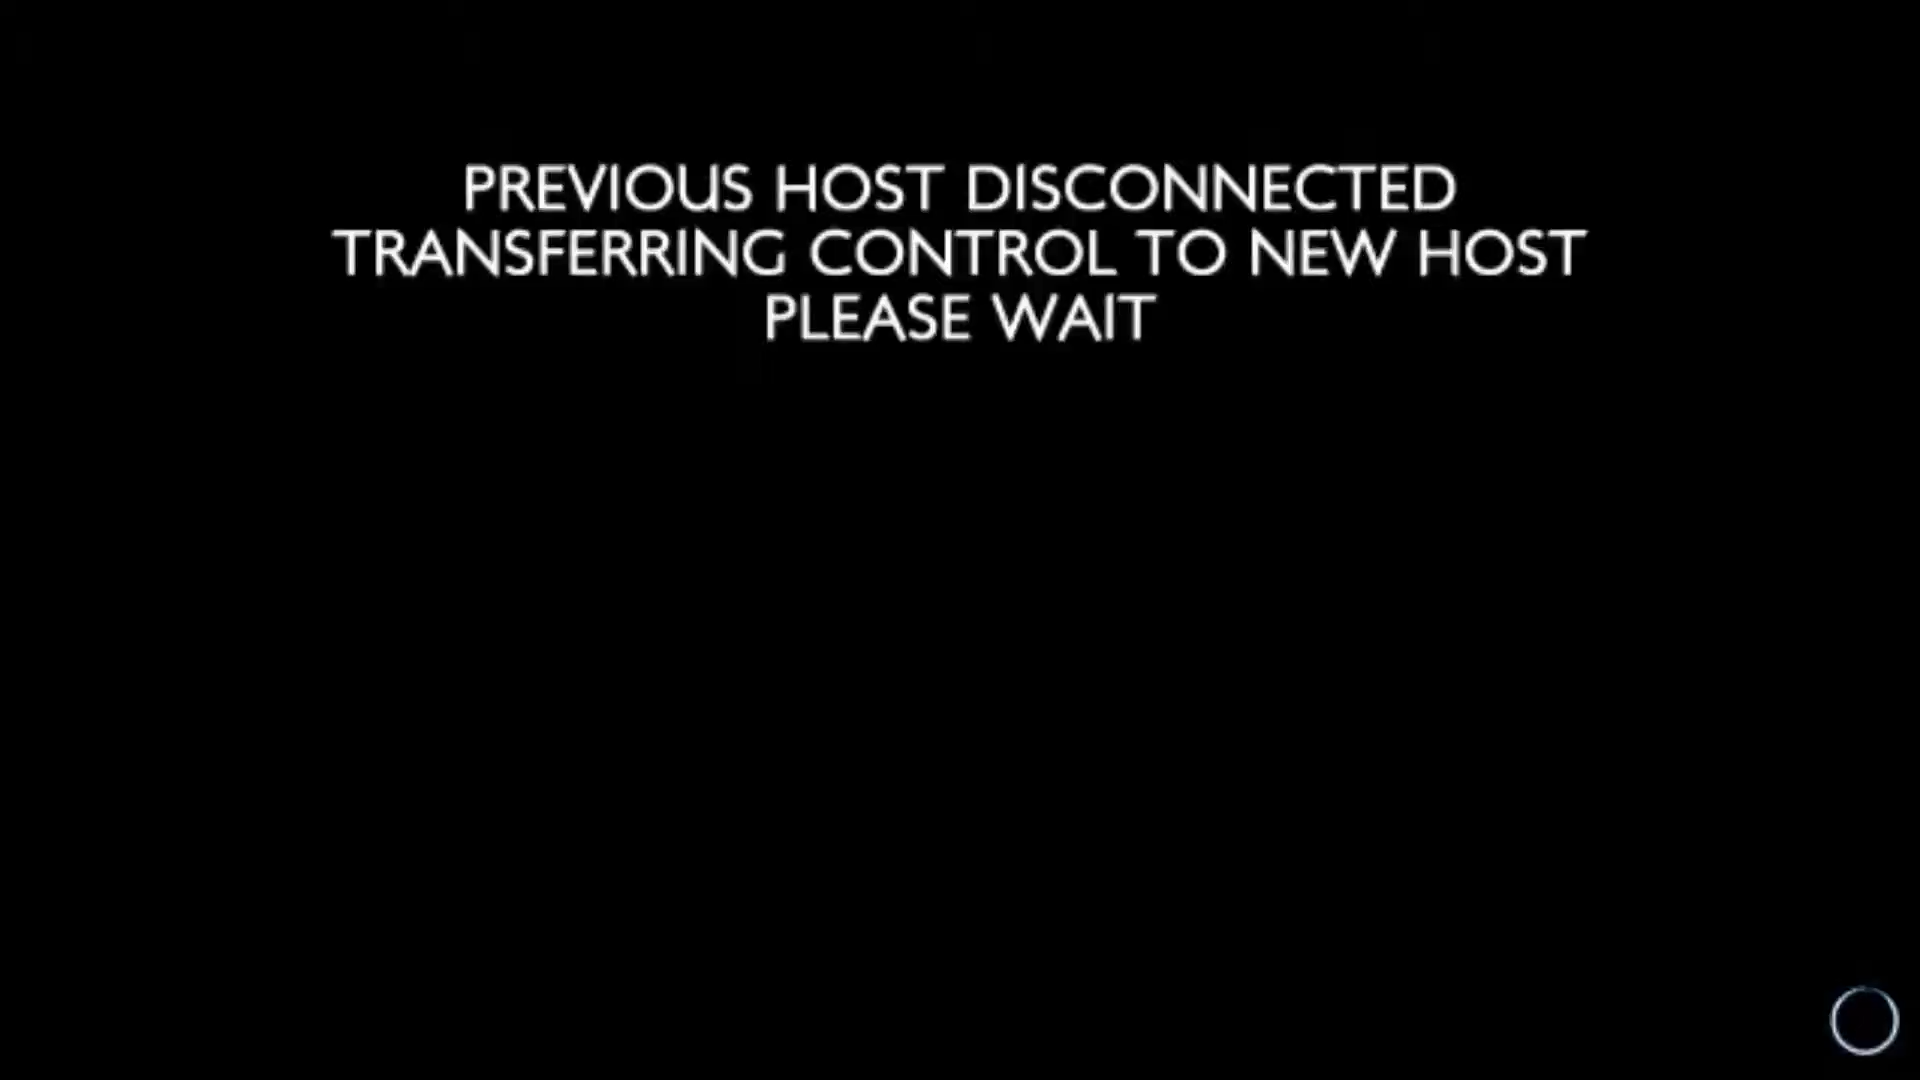 PREVIOUS HOST DISCONNECTED
TRANSFERRING CONTROL TO NEW HOST
PLEASE WAIT